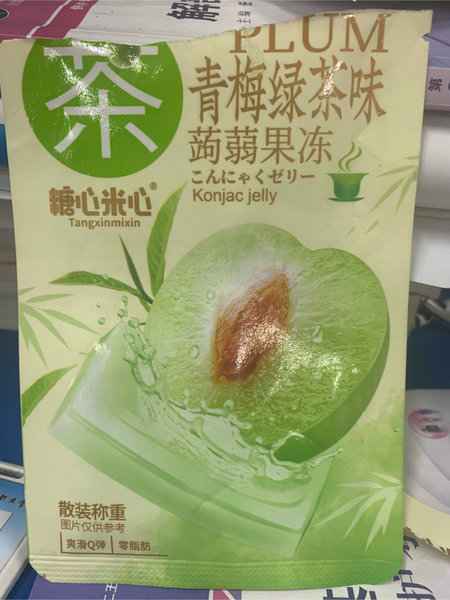 茶
PLUM
青梅绿茶味
蒟蒻果冻
こんにゃくゼリー
Konjac jelly
糖心米心®
Tangxinmixin
散装称重
图片仅供参考
爽滑Q弹 零脂肪